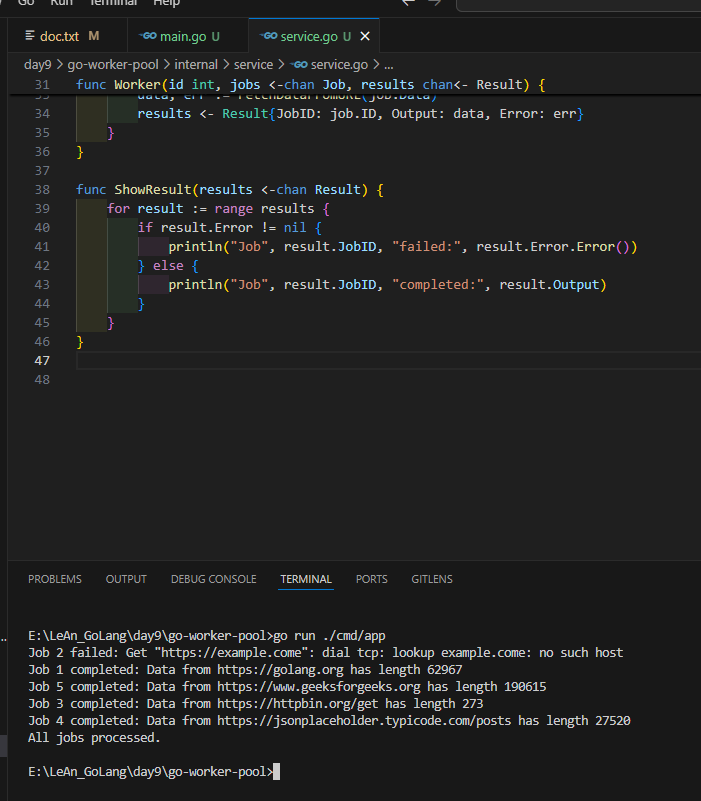 Go Run Terminal Help
doc.txt M main.go U service.go U
day9 > go-worker-pool > internal > service > service.go > ...
31 func Worker(id int, jobs <-chan Job, results chan<- Result) {
33 data, err := fetchDataFromURL(job.Data)
34 results <- Result{JobID: job.ID, Output: data, Error: err}
35 }
36 }
37
38 func ShowResult(results <-chan Result) {
39 for result := range results {
40 if result.Error != nil {
41 println("Job", result.JobID, "failed:", result.Error.Error())
42 } else {
43 println("Job", result.JobID, "completed:", result.Output)
44 }
45 }
46 }
47
48
PROBLEMS OUTPUT DEBUG CONSOLE TERMINAL PORTS GITLENS
E:\LeAn_GoLang\day9\go-worker-pool>go run ./cmd/app
Job 2 failed: Get "https://example.come": dial tcp: lookup example.come: no such host
Job 1 completed: Data from https://golang.org has length 62967
Job 5 completed: Data from https://www.geeksforgeeks.org has length 190615
Job 3 completed: Data from https://httpbin.org/get has length 273
Job 4 completed: Data from https://jsonplaceholder.typicode.com/posts has length 27520
All jobs processed.
E:\LeAn_GoLang\day9\go-worker-pool>